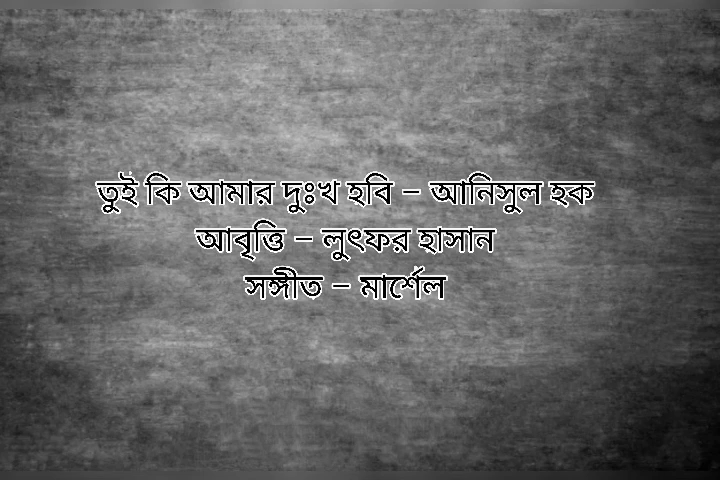 তুই কি আমার দুঃখ হবি - আনিসুল হক
আবৃত্তি - লুৎফর হাসান
সঙ্গীত - মার্শেল